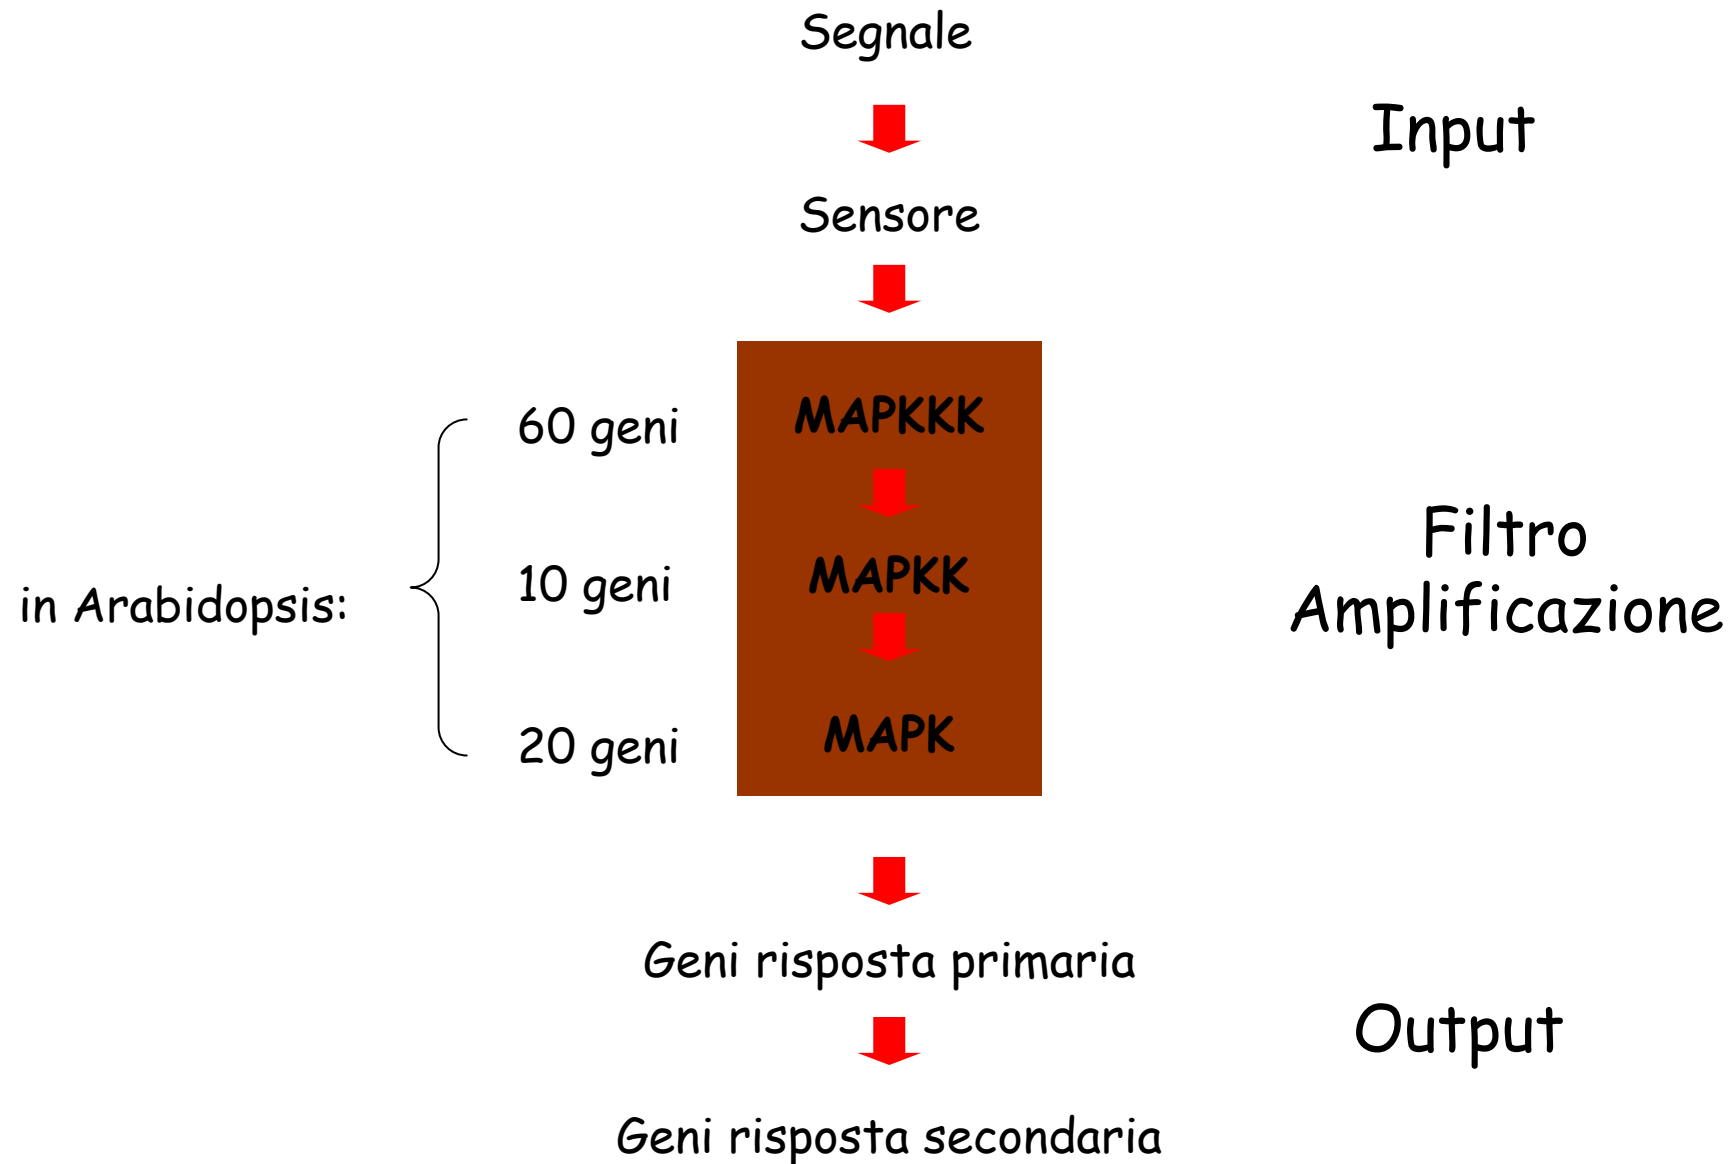 Segnale
Input
Sensore
60 geni
MAPKKK
Filtro
Amplificazione
in Arabidopsis:
10 geni
MAPKK
20 geni
MAPK
Geni risposta primaria
Output
Geni risposta secondaria